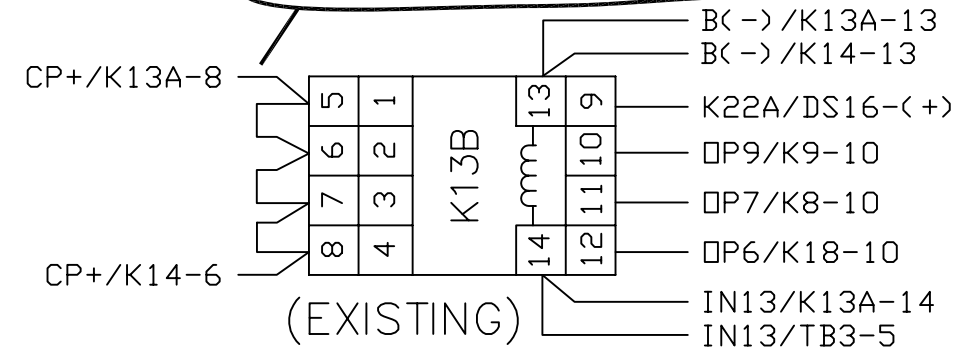 B(-)/K13A-13
B(-)/K14-13
CP+/K13A-8
5 1 13 9
K22A/DS16-(+)
6 2 10
OP9/K9-10
K13B
7 3 11
OP7/K8-10
8 4 14 12
OP6/K18-10
CP+/K14-6
IN13/K13A-14
(EXISTING)
IN13/TB3-5